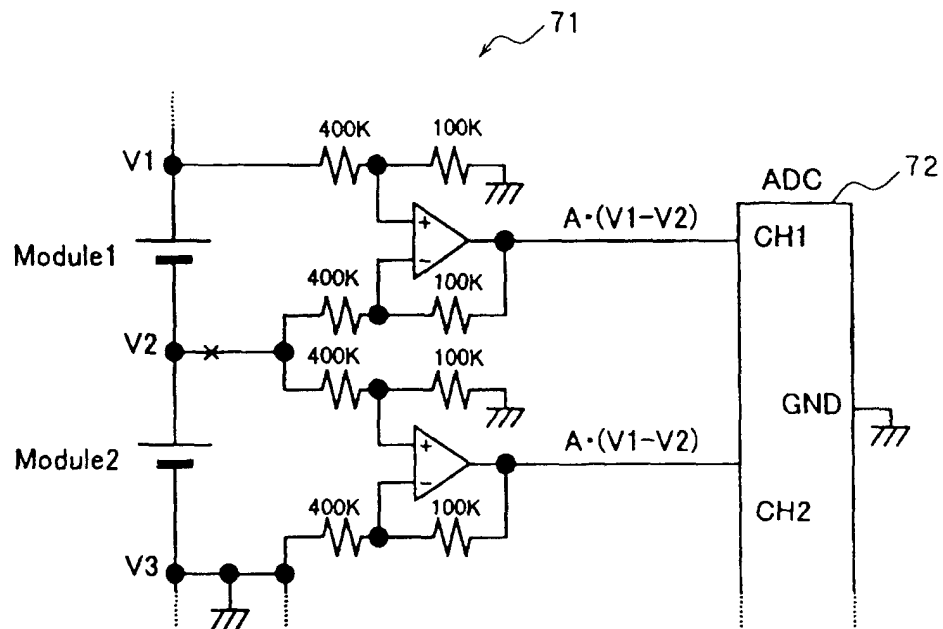 71
400K
100K
V1
ADC
72
A·(V1-V2)
CH1
Module1
+
-
400K
100K
V2
400K
100K
GND
Module2
+
-
A·(V1-V2)
CH2
400K
100K
V3